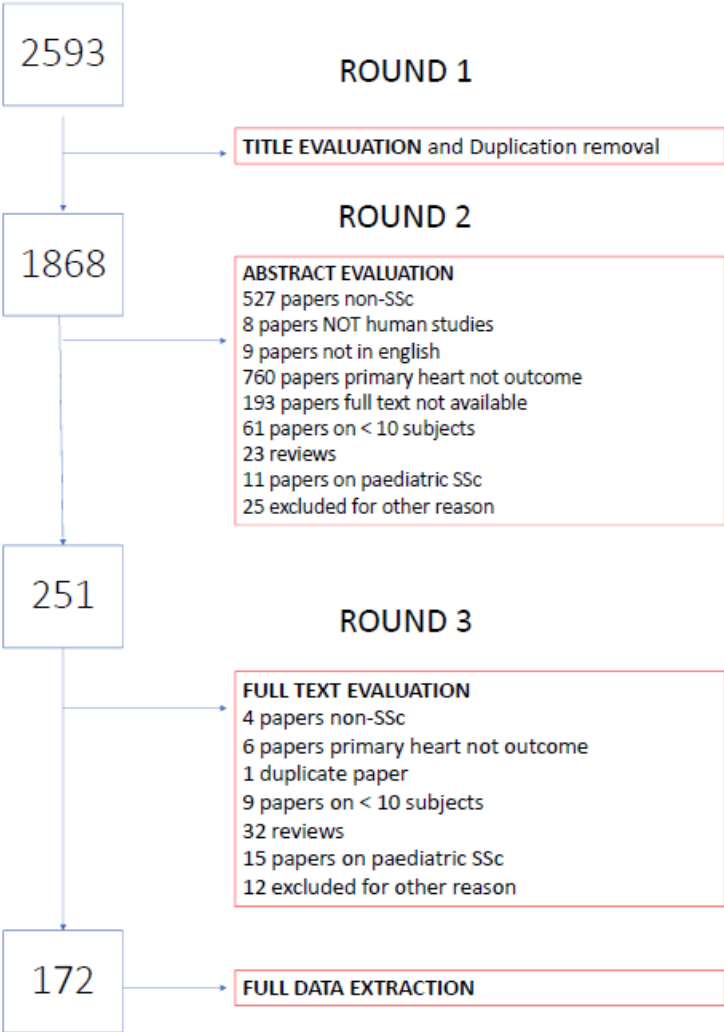 2593
ROUND 1
TITLE EVALUATION and Duplication removal
ROUND 2
1868
ABSTRACT EVALUATION
527 papers non-SSc
8 papers NOT human studies
9 papers not in english
760 papers primary heart not outcome
193 papers full text not available
61 papers on < 10 subjects
23 reviews
11 papers on paediatric SSc
25 excluded for other reason
251
ROUND 3
FULL TEXT EVALUATION
4 papers non-SSc
6 papers primary heart not outcome
1 duplicate paper
9 papers on < 10 subjects
32 reviews
15 papers on paediatric SSc
12 excluded for other reason
172
FULL DATA EXTRACTION